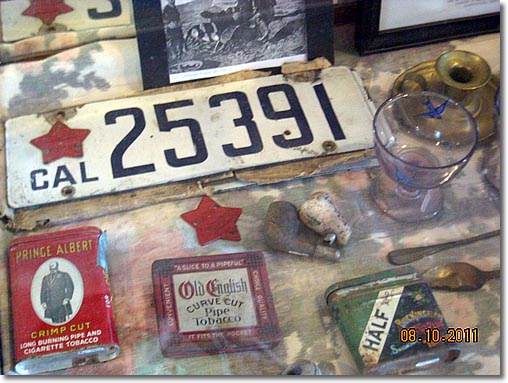 CAL 25391
PRINCE ALBERT
CRIMP CUT
LONG BURNING PIPE AND
CIGARETTE TOBACCO
"A SLICE TO A PIPEFUL"
CONVENIENT
Old English
CURVE CUT
Pipe
Tobacco
IT FITS THE POCKET
HALF
08.10.2011